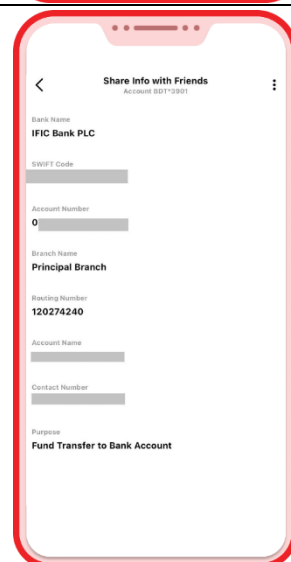 Share Info with Friends
Account BDT*3901
Bank Name
IFIC Bank PLC
SWIFT Code
Account Number
0
Branch Name
Principal Branch
Routing Number
120274240
Account Name
Contact Number
Purpose
Fund Transfer to Bank Account